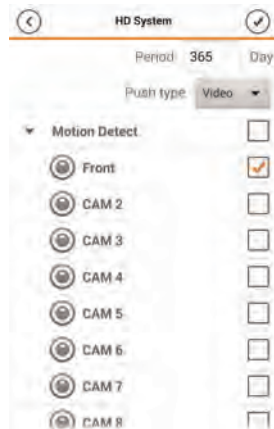 HD System
Period 365 Day
Push type Video
Motion Detect
Front
CAM 2
CAM 3
CAM 4
CAM 5
CAM 6
CAM 7
CAM 8